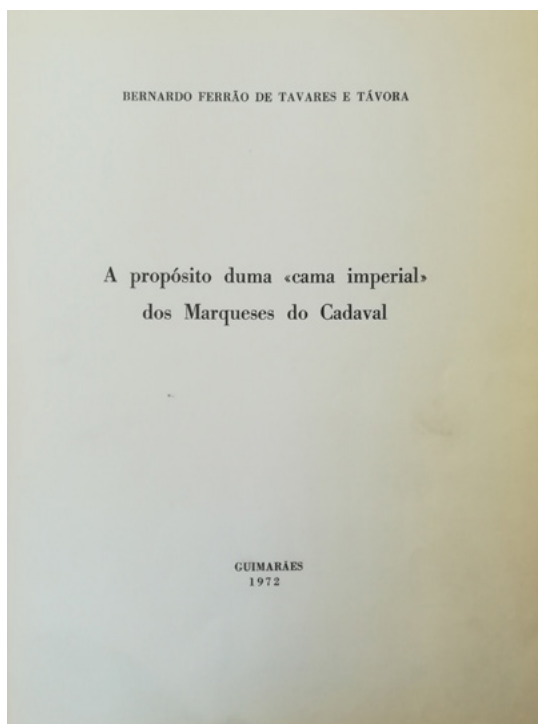 BERNARDO FERRÃO DE TAVARES E TÁVORA
A propósito duma «cama imperial»
dos Marqueses do Cadaval
GUIMARÃES
1972